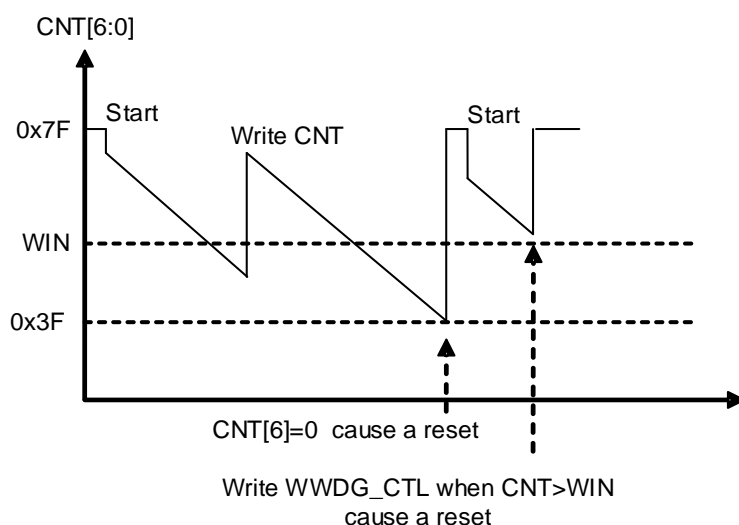 CNT[6:0]
0x7F
Start
Write CNT
Start
WIN
0x3F
CNT[6]=0 cause a reset
Write WWDG_CTL when CNT>WIN
cause a reset